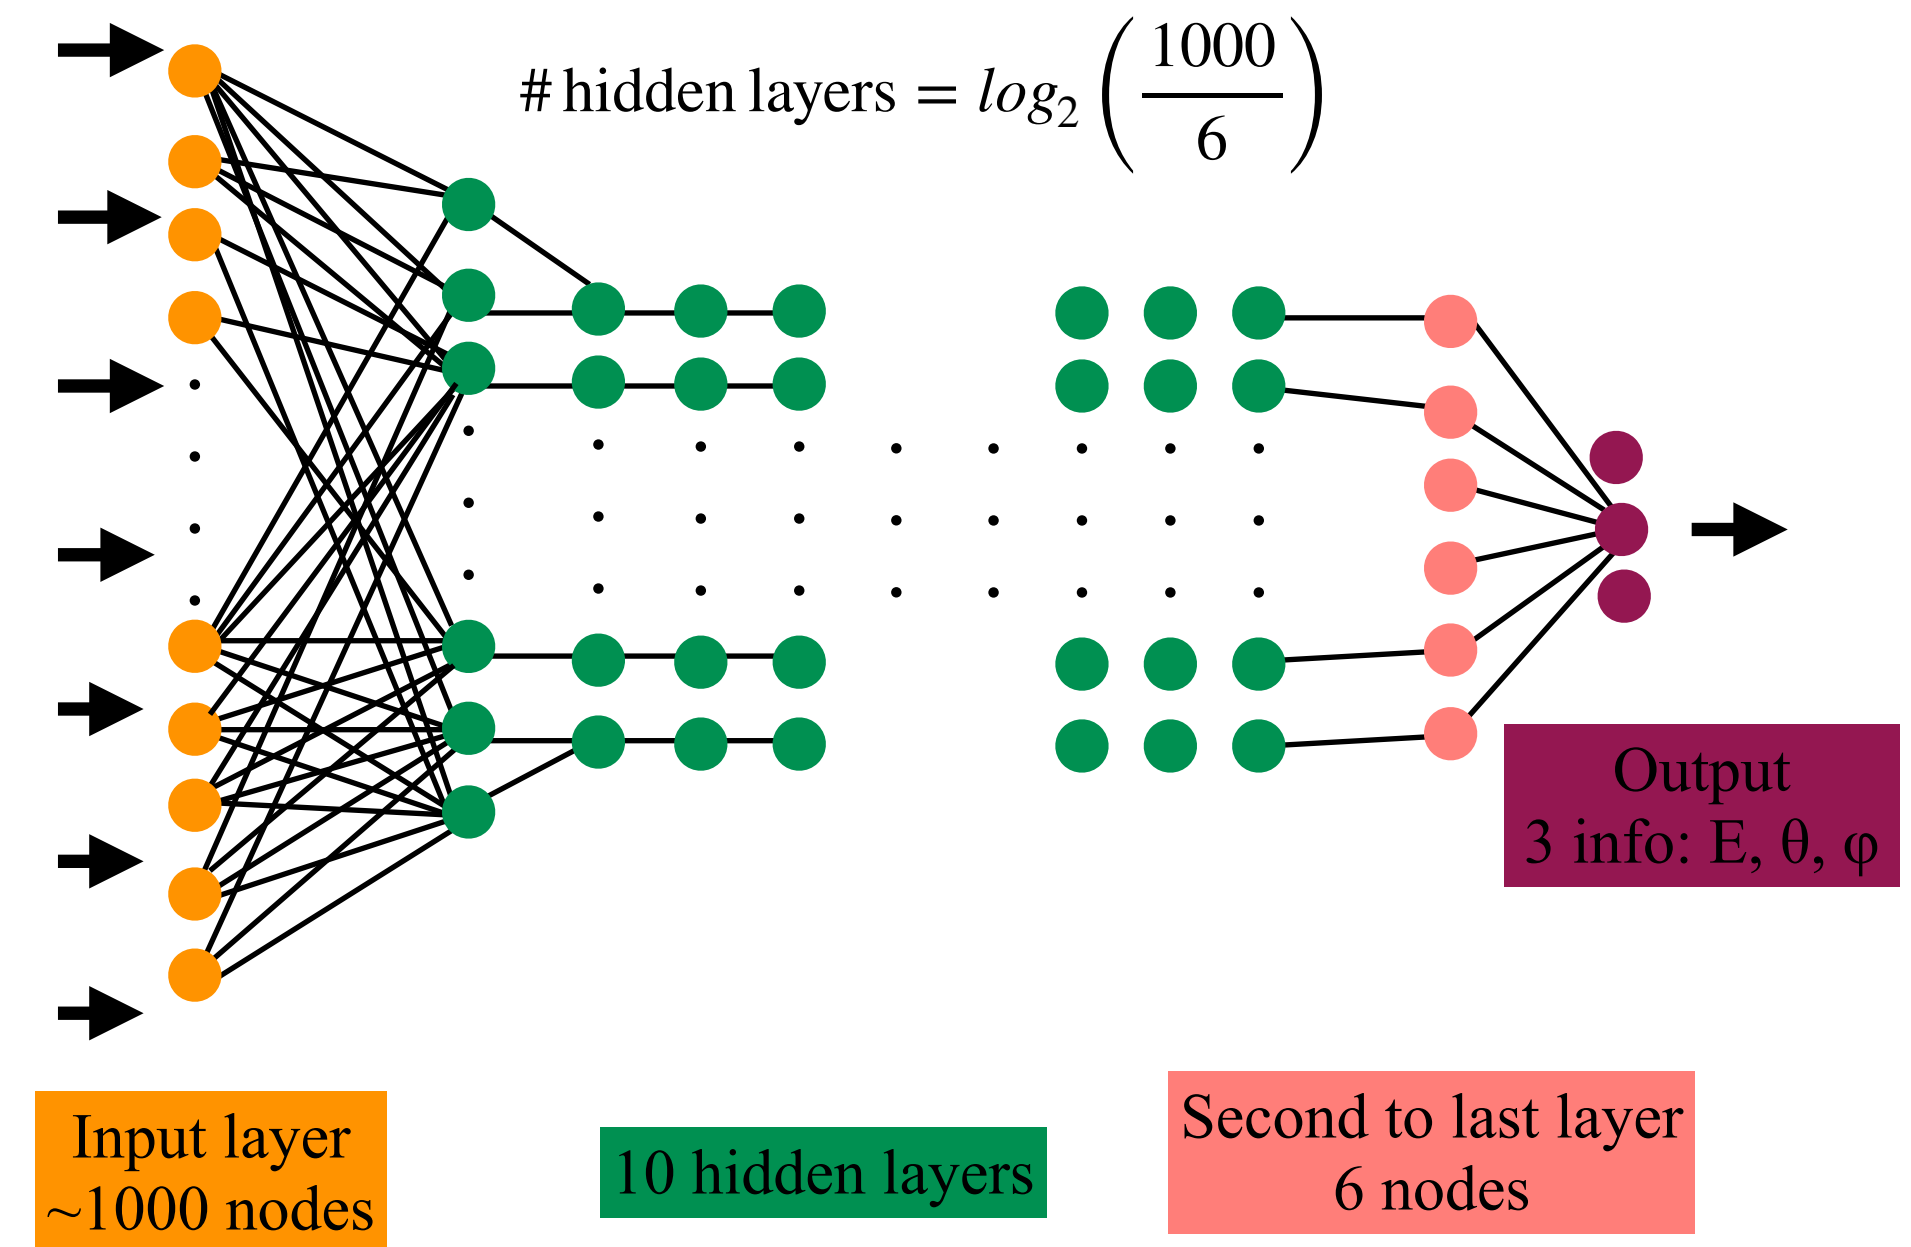 # hidden layers = log₂ (1000/6)
Output
3 info: E, θ, φ
Input layer
~1000 nodes
10 hidden layers
Second to last layer
6 nodes